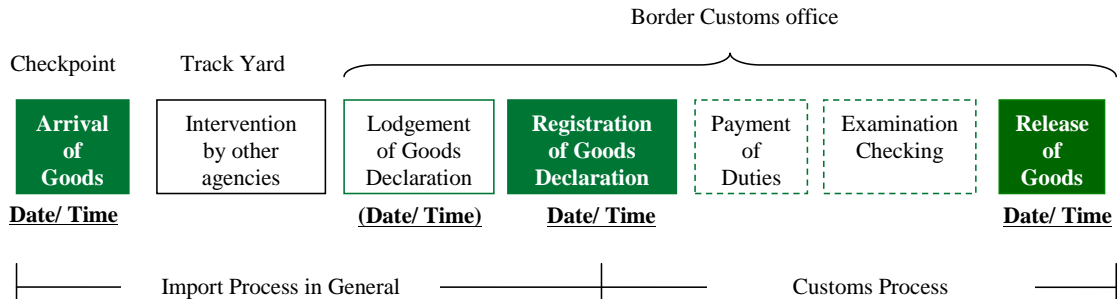 Border Customs office
Checkpoint
Track Yard
Arrival
of
Goods
Intervention
by other
agencies
Lodgement
of Goods
Declaration
Registration
of Goods
Declaration
Payment
of
Duties
Examination
Checking
Release
of
Goods
Date/ Time
(Date/ Time)
Date/ Time
Date/ Time
Import Process in General
Customs Process